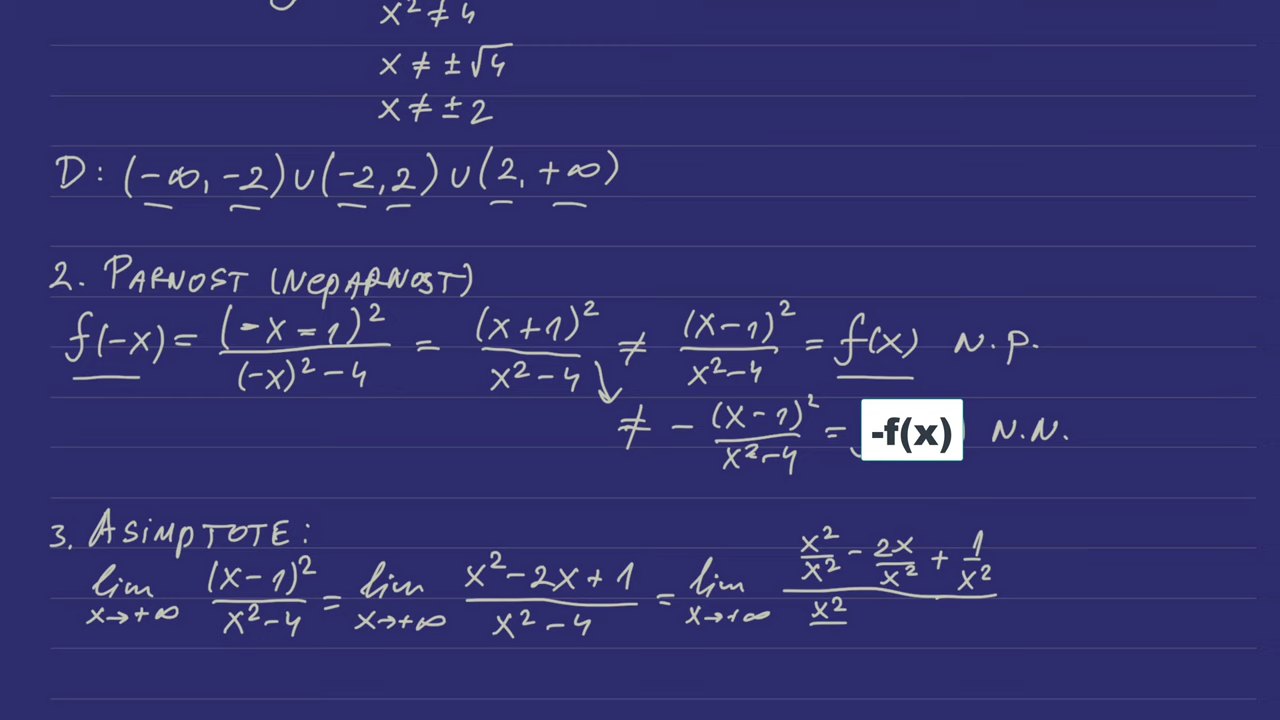 x² ≠ 4
x ≠ ±√4
x ≠ ±2
D: (-∞, -2) ∪ (-2, 2) ∪ (2, +∞)
2. PARNOST (NepARNOST)
f(-x) = (-x-1)²/((-x)²-4) = (x+1)²/(x²-4) ≠ (x-1)²/(x²-4) = f(x) N.P.
↘ ≠ -(x-1)²/(x²-4) = -f(x) N.N.
3. ASimpTOTE:
lim x→+∞ (x-1)²/(x²-4) = lim x→+∞ (x²-2x+1)/(x²-4) = lim x→+∞ (x²/x² - 2x/x² + 1/x²)/x²